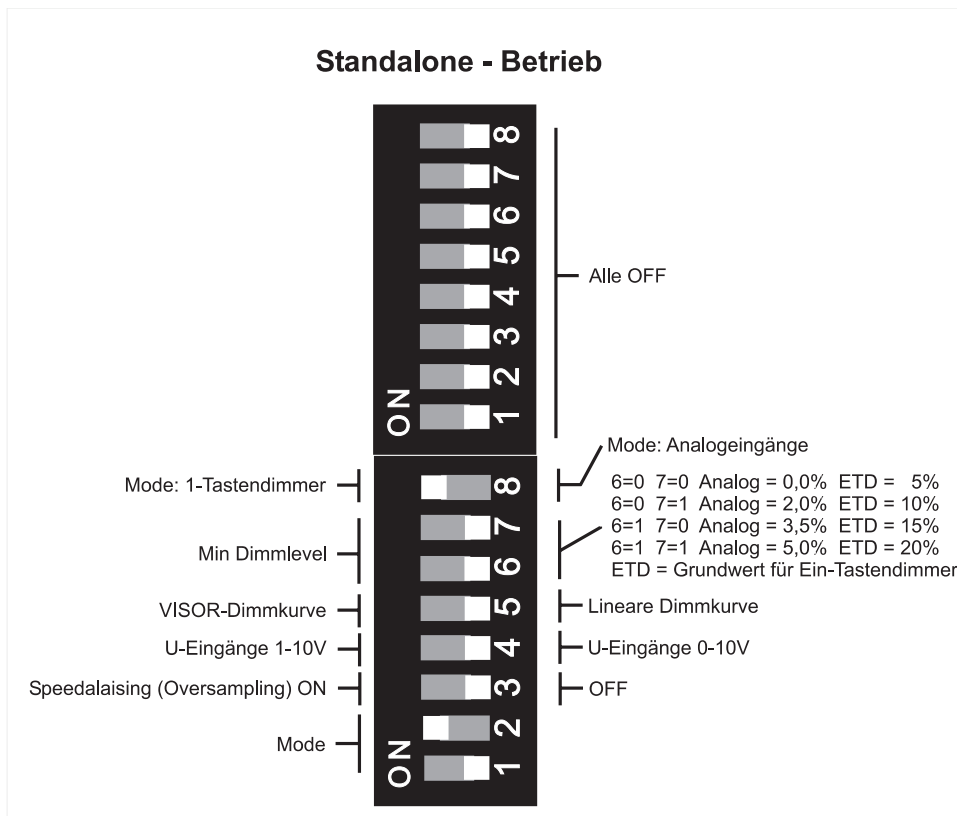 Standalone - Betrieb
8
7
6
5
4
3
2
1
ON
Alle OFF
Mode: 1-Tastendimmer
Min Dimmlevel
VISOR-Dimmkurve
U-Eingänge 1-10V
Speedalaising (Oversampling) ON
Mode
8
7
6
5
4
3
2
1
ON
Mode: Analogeingänge
6=0 7=0 Analog = 0,0% ETD = 5%
6=0 7=1 Analog = 2,0% ETD = 10%
6=1 7=0 Analog = 3,5% ETD = 15%
6=1 7=1 Analog = 5,0% ETD = 20%
ETD = Grundwert für Ein-Tastendimmer
Lineare Dimmkurve
U-Eingänge 0-10V
OFF